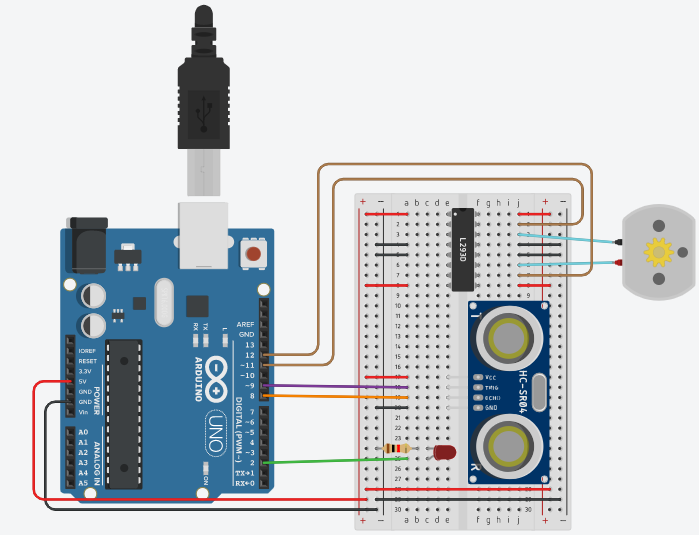 + − a b c d e f g h i j + −
L293D
AREF
GND
13
12
~11
~10
~9
8
7
~6
~5
4
~3
2
TX→1
RX←0
DIGITAL (PWM~)
RX
TX
L
ARDUINO
UNO
ON
IOREF
RESET
3.3V
5V
GND
GND
Vin
POWER
A0
A1
A2
A3
A4
A5
ANALOG IN
T
HC-SR04
VCC
TRIG
ECHO
GND
R
a b c d e f g h i j
+ − + −